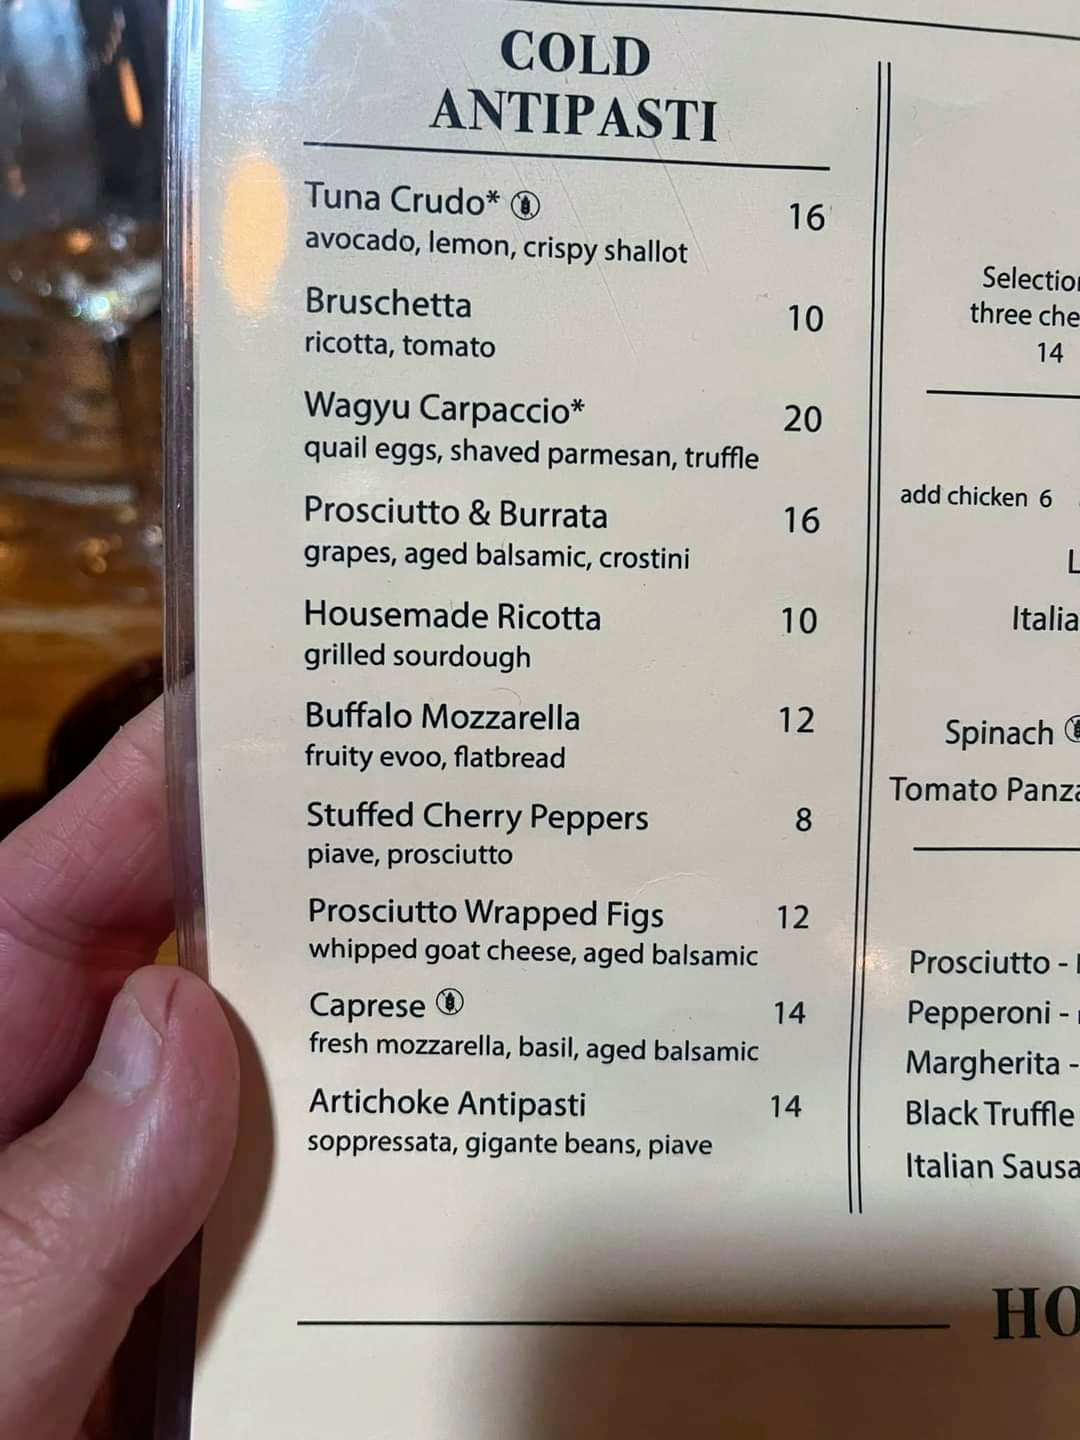 COLD
ANTIPASTI
Tuna Crudo* 16
avocado, lemon, crispy shallot
Bruschetta 10
ricotta, tomato
Wagyu Carpaccio* 20
quail eggs, shaved parmesan, truffle
Prosciutto & Burrata 16
grapes, aged balsamic, crostini
Housemade Ricotta 10
grilled sourdough
Buffalo Mozzarella 12
fruity evoo, flatbread
Stuffed Cherry Peppers 8
piave, prosciutto
Prosciutto Wrapped Figs 12
whipped goat cheese, aged balsamic
Caprese 14
fresh mozzarella, basil, aged balsamic
Artichoke Antipasti 14
soppressata, gigante beans, piave
three
14
add chicken 6
Spinach
Tomato
Prosciutto -
Pepperoni -
Margherita -
Black Truffle
Italian